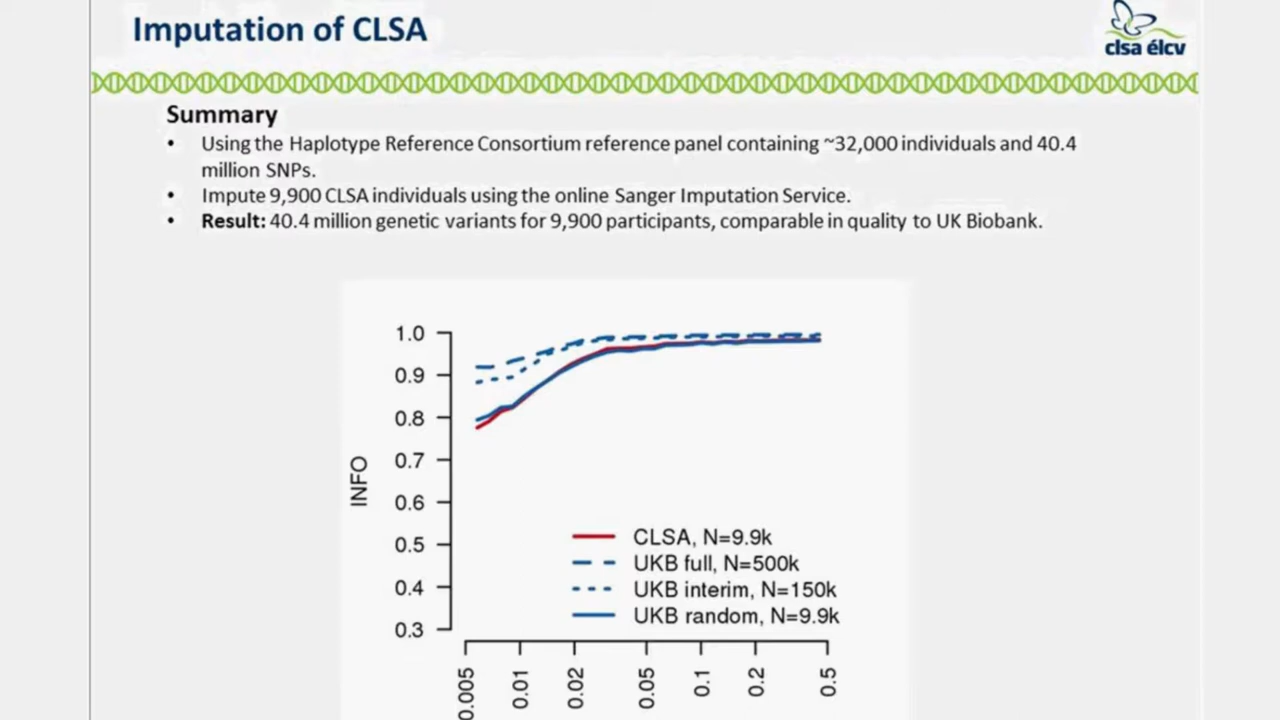 Imputation of CLSA
clsa élcv
Summary
• Using the Haplotype Reference Consortium reference panel containing ~32,000 individuals and 40.4
million SNPs.
• Impute 9,900 CLSA individuals using the online Sanger Imputation Service.
• Result: 40.4 million genetic variants for 9,900 participants, comparable in quality to UK Biobank.
1.0
0.9
0.8
0.7
0.6
0.5
0.4
0.3
INFO
CLSA, N=9.9k
UKB full, N=500k
UKB interim, N=150k
UKB random, N=9.9k
0.005
0.01
0.02
0.05
0.1
0.2
0.5